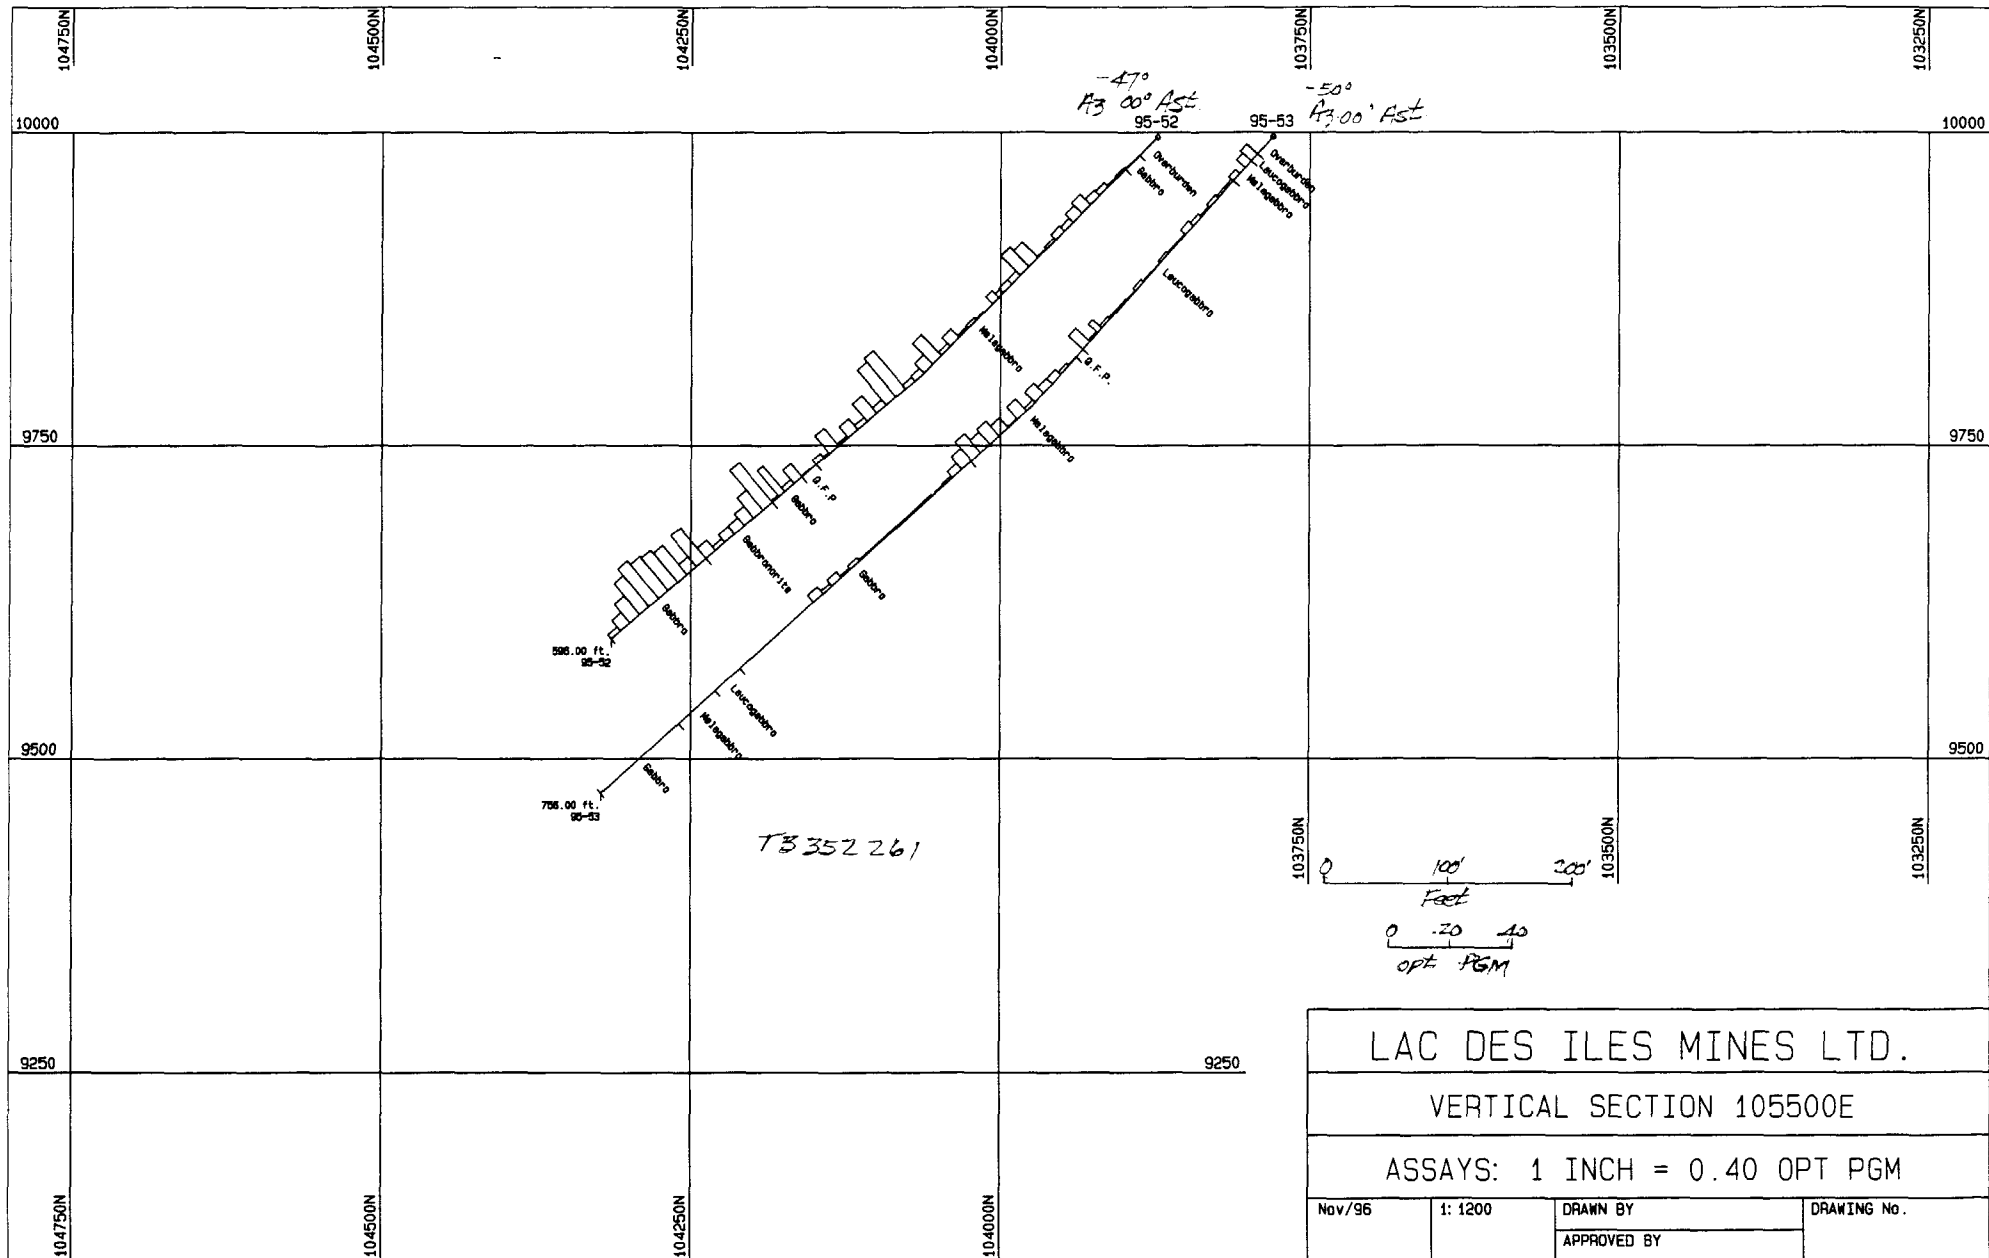 104750N
104500N
104250N
104000N
103750N
103500N
103250N
-47°
Az 00° Ast.
-50°
Az 00' Ast
95-52
95-53
10000
10000
Overburden
Gabbro
Overburden
Leucogabbro
Melagabbro
Leucogabbro
Melagabbro
Q.F.P.
Melagabbro
9750
9750
Q.F.P
Gabbro
Gabbronorite
Gabbro
Gabbro
596.00 ft.
95-52
Leucogabbro
Melagabbro
Gabbro
9500
9500
756.00 ft.
95-53
TB 352261
103750N
103500N
103250N
0 100' 200'
Feet
0 .20 .40
opt PGM
9250
9250
LAC DES ILES MINES LTD.
VERTICAL SECTION 105500E
ASSAYS: 1 INCH = 0.40 OPT PGM
Nov/96
1: 1200
DRAWN BY
APPROVED BY
DRAWING No.
104750N
104500N
104250N
104000N